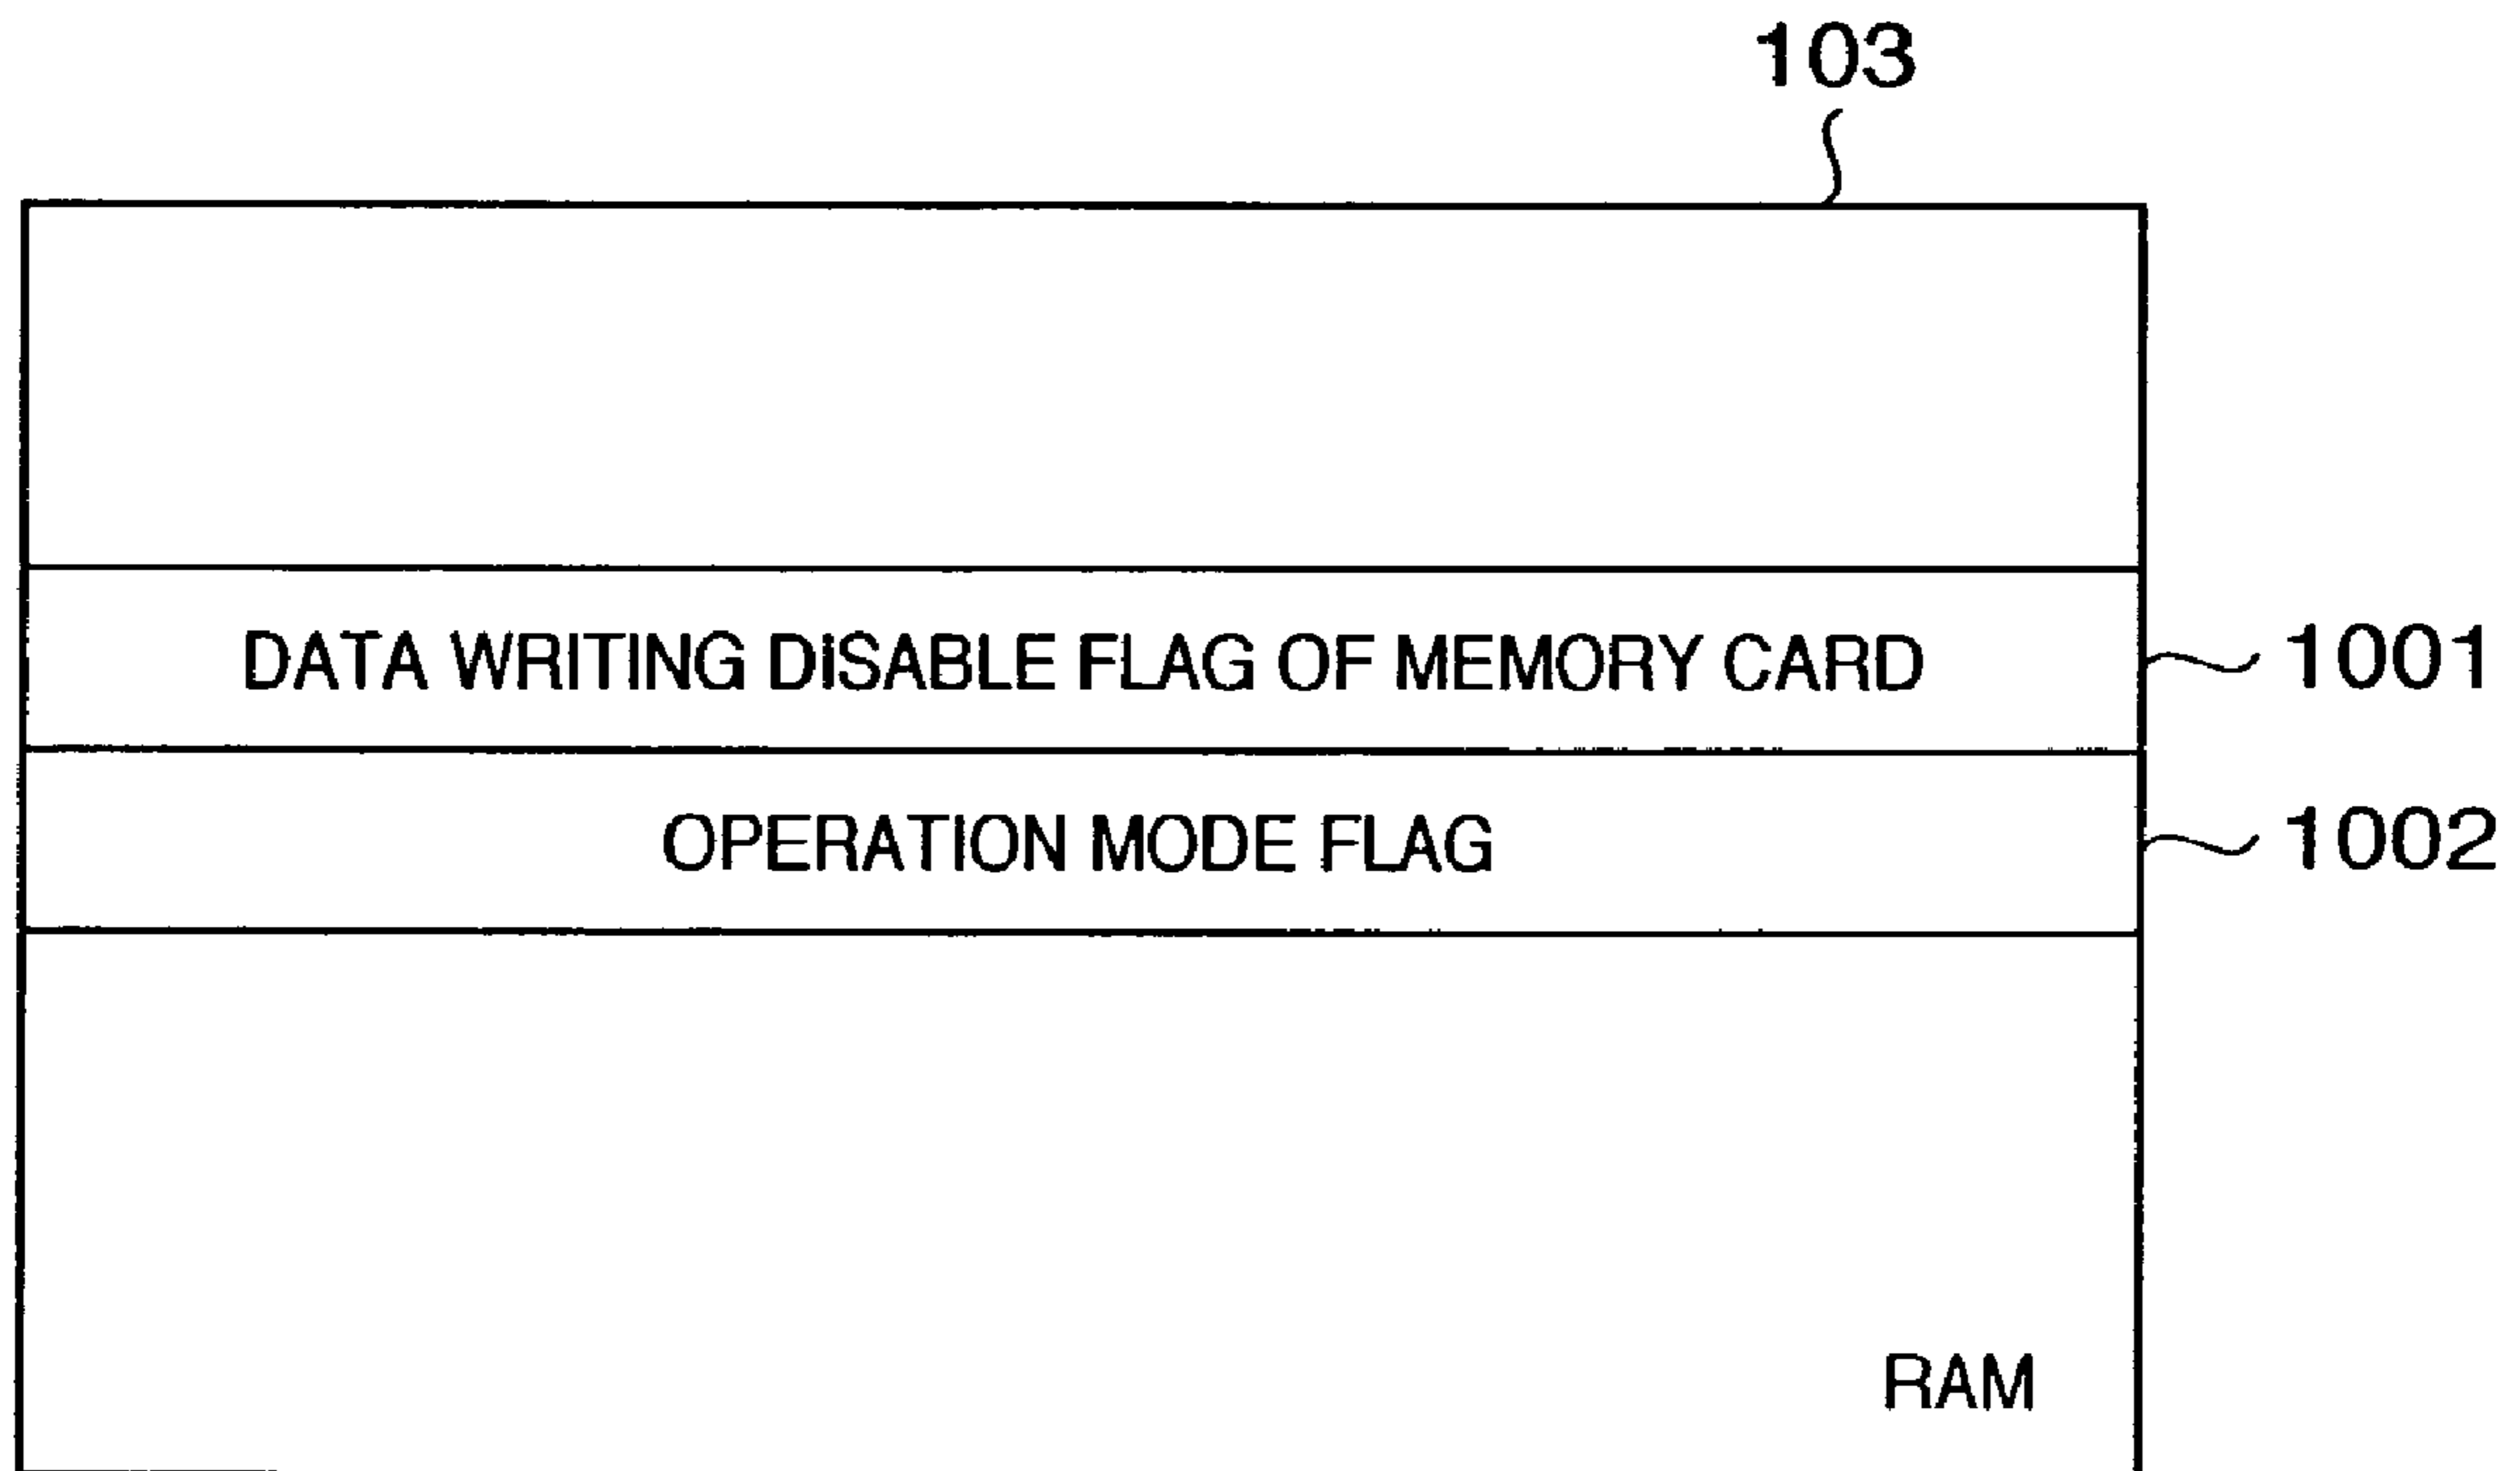 103
DATA WRITING DISABLE FLAG OF MEMORY CARD
1001
OPERATION MODE FLAG
1002
RAM